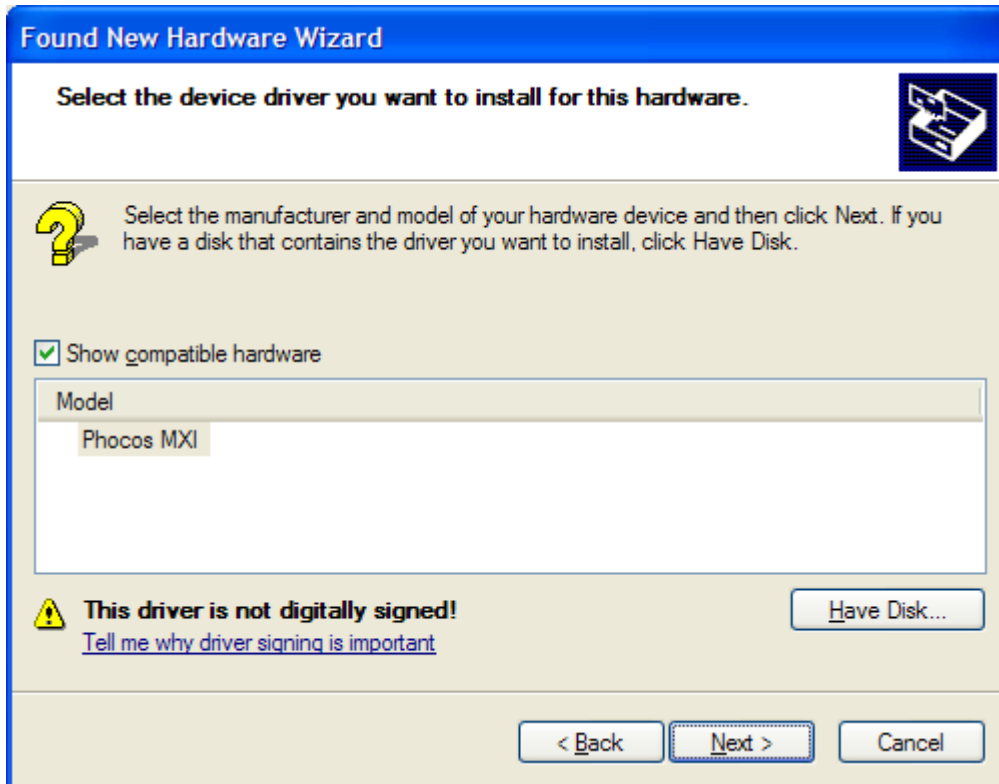 Found New Hardware Wizard
Select the device driver you want to install for this hardware.
Select the manufacturer and model of your hardware device and then click Next. If you
have a disk that contains the driver you want to install, click Have Disk.
Show compatible hardware
Model
Phocos MXI
This driver is not digitally signed!
Have Disk...
Tell me why driver signing is important
< Back
Next >
Cancel